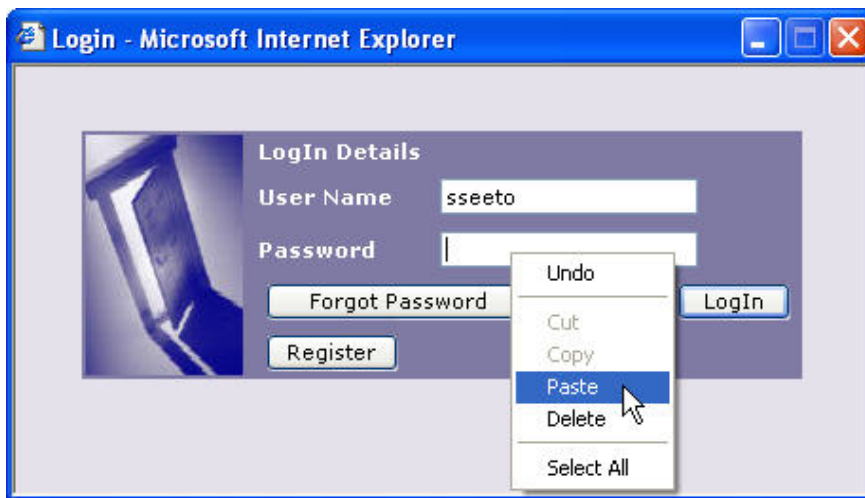 Login - Microsoft Internet Explorer
LogIn Details
User Name sseeto
Password
Undo
Forgot Password LogIn
Cut
Copy
Register
Paste
Delete
Select All